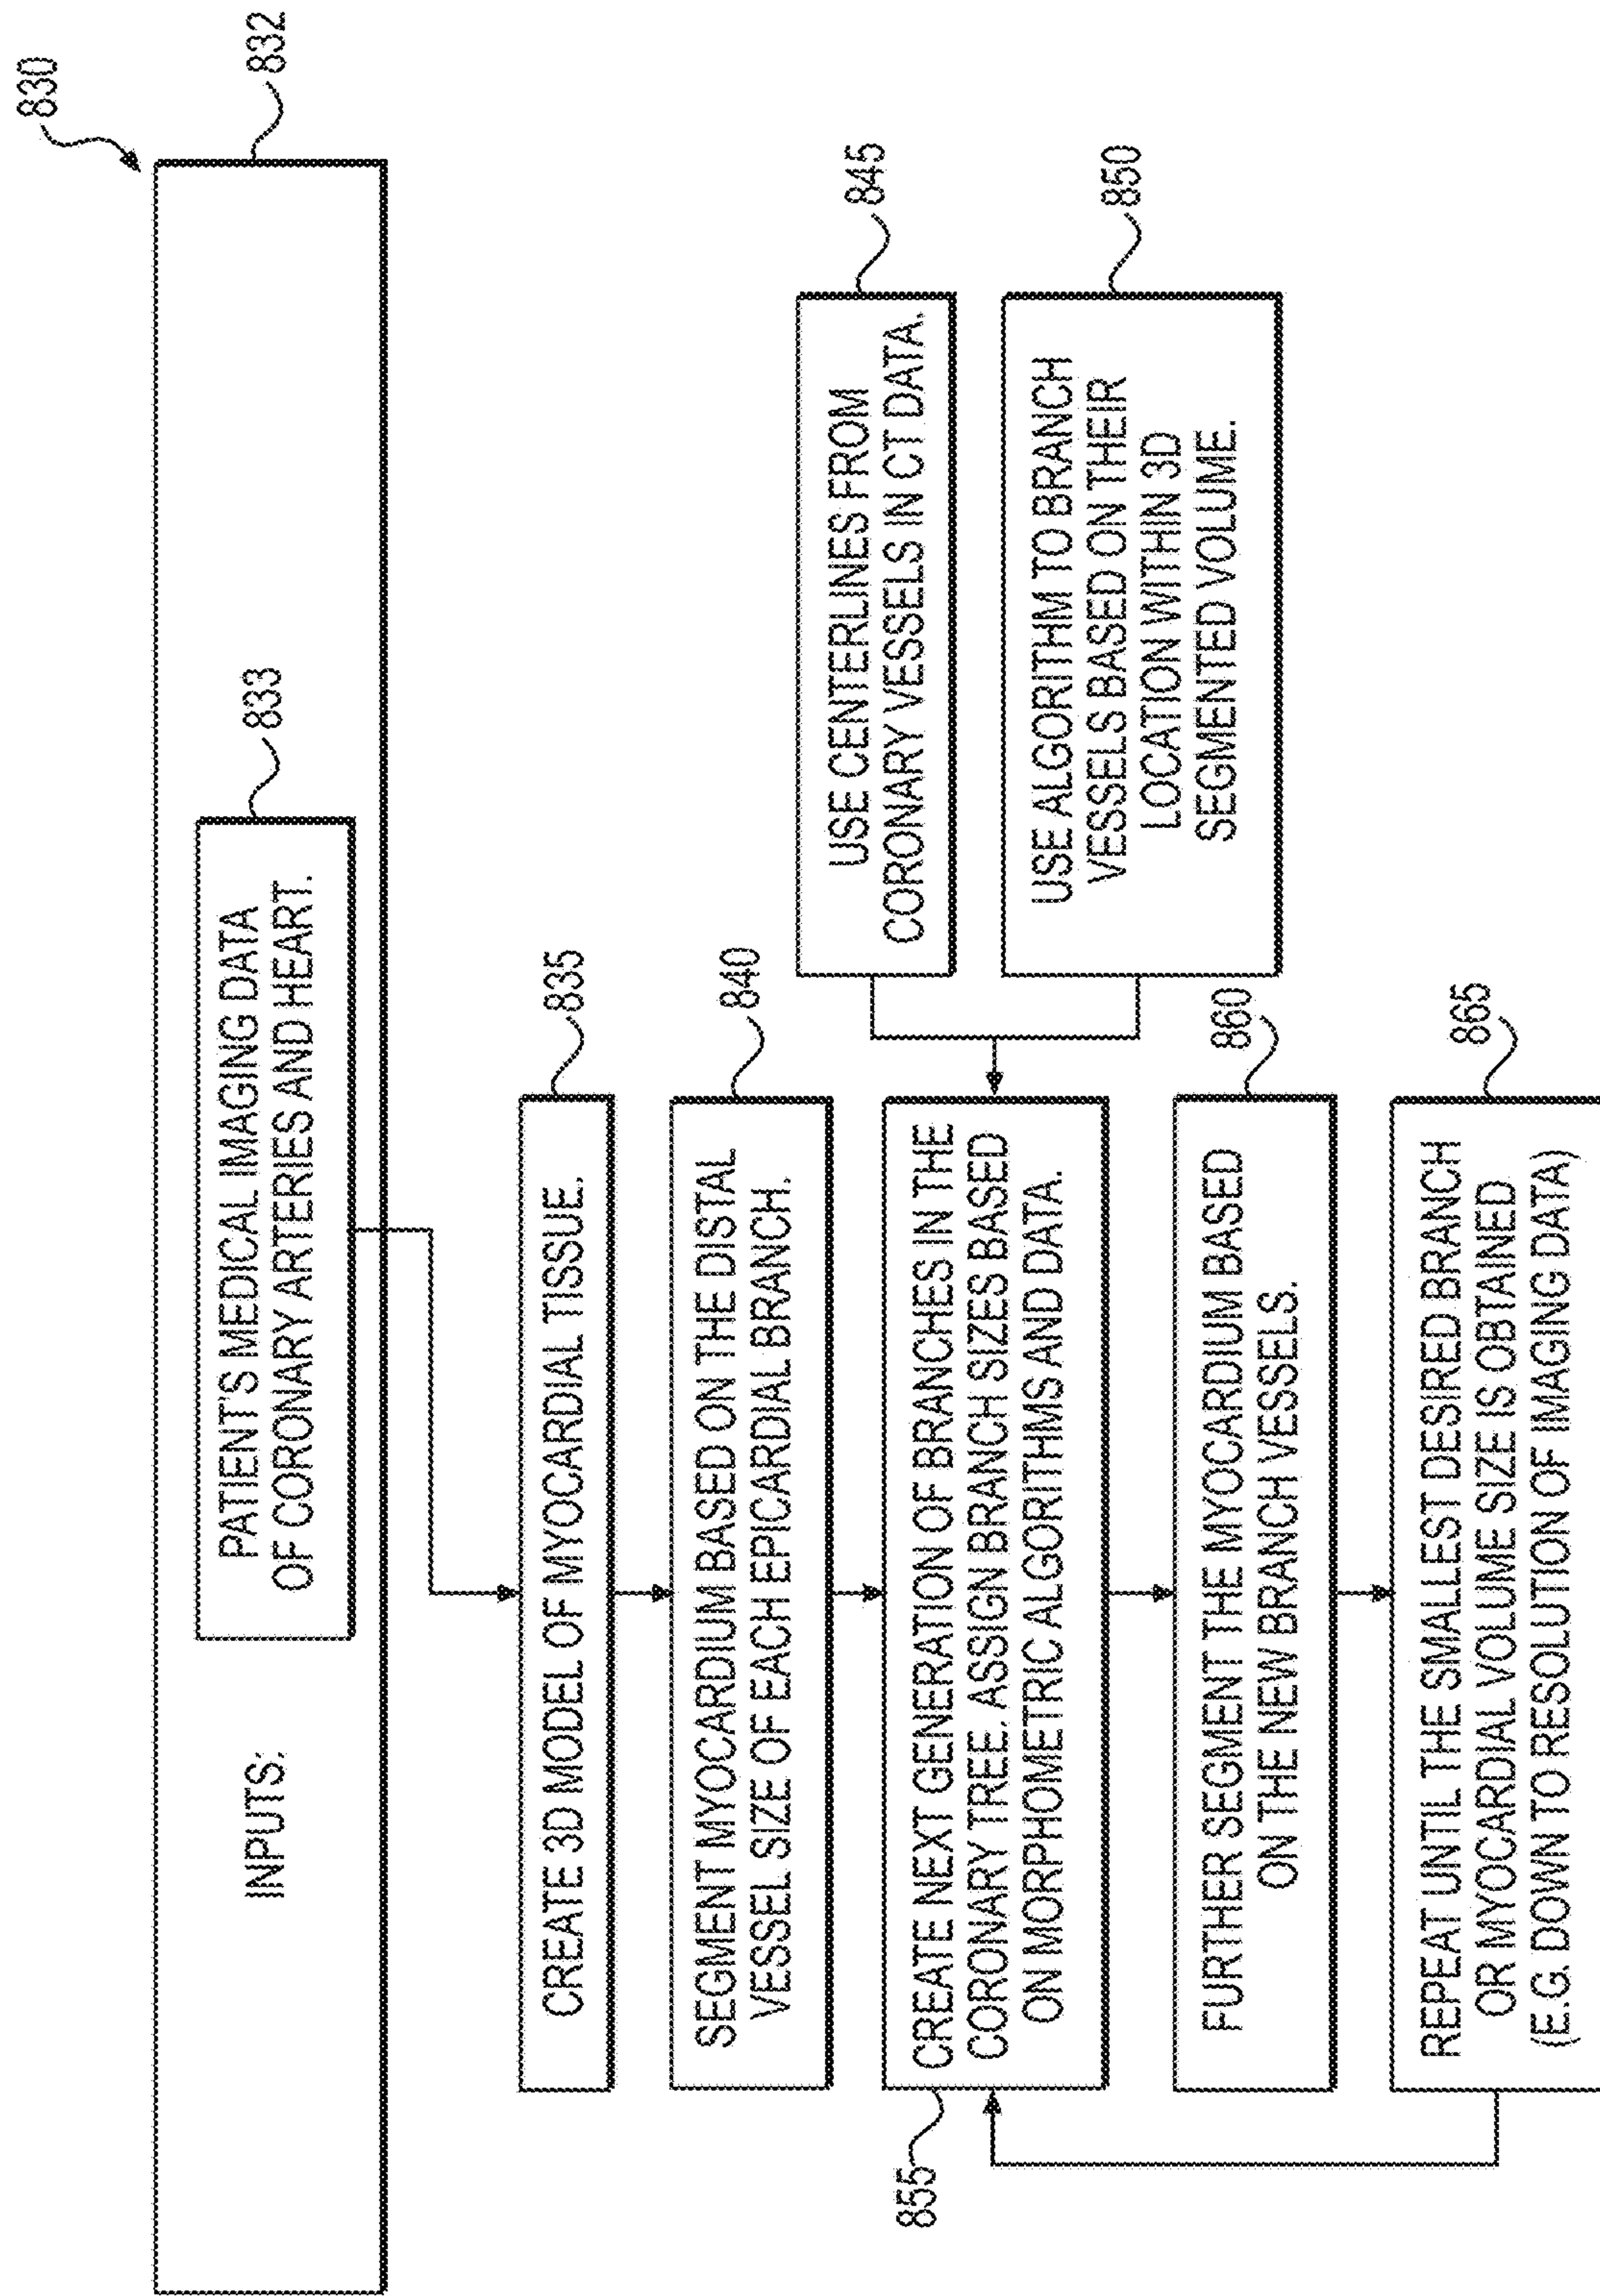 830
832
INPUTS:
833
PATIENT'S MEDICAL IMAGING DATA
OF CORONARY ARTERIES AND HEART.
835
CREATE 3D MODEL OF MYOCARDIAL TISSUE.
840
SEGMENT MYOCARDIUM BASED ON THE DISTAL
VESSEL SIZE OF EACH EPICARDIAL BRANCH.
845
USE CENTERLINES FROM
CORONARY VESSELS IN CT DATA.
850
USE ALGORITHM TO BRANCH
VESSELS BASED ON THEIR
LOCATION WITHIN 3D
SEGMENTED VOLUME.
855
CREATE NEXT GENERATION OF BRANCHES IN THE
CORONARY TREE. ASSIGN BRANCH SIZES BASED
ON MORPHOMETRIC ALGORITHMS AND DATA.
860
FURTHER SEGMENT THE MYOCARDIUM BASED
ON THE NEW BRANCH VESSELS.
865
REPEAT UNTIL THE SMALLEST DESIRED BRANCH
OR MYOCARDIAL VOLUME SIZE IS OBTAINED
(E.G. DOWN TO RESOLUTION OF IMAGING DATA)